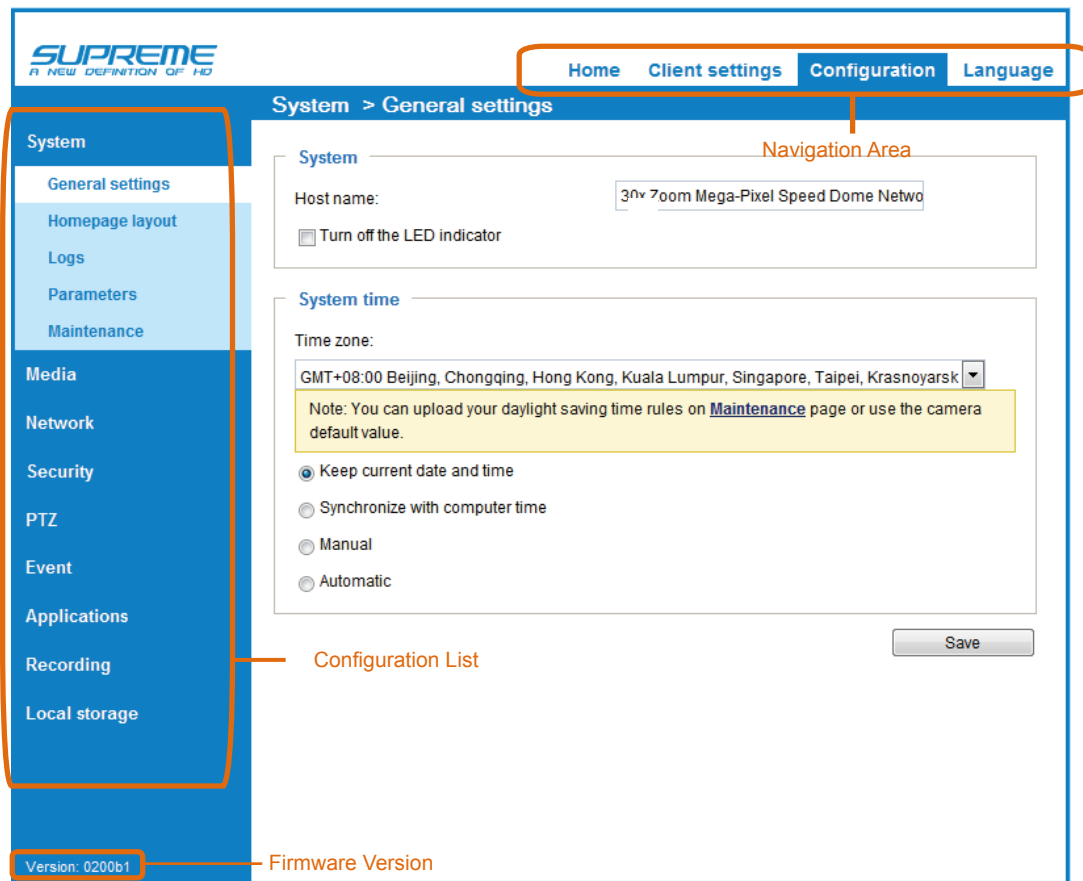 SUPREME
A NEW DEFINITION OF HD
Home Client settings Configuration Language
System > General settings
Navigation Area
System
General settings
Homepage layout
Logs
Parameters
Maintenance
Media
Network
Security
PTZ
Event
Applications
Recording
Local storage
System
Host name:
30x Zoom Mega-Pixel Speed Dome Netwo
Turn off the LED indicator
System time
Time zone:
GMT+08:00 Beijing, Chongqing, Hong Kong, Kuala Lumpur, Singapore, Taipei, Krasnoyarsk
Note: You can upload your daylight saving time rules on Maintenance page or use the camera
default value.
Keep current date and time
Synchronize with computer time
Manual
Automatic
Save
Configuration List
Version: 0200b1
Firmware Version